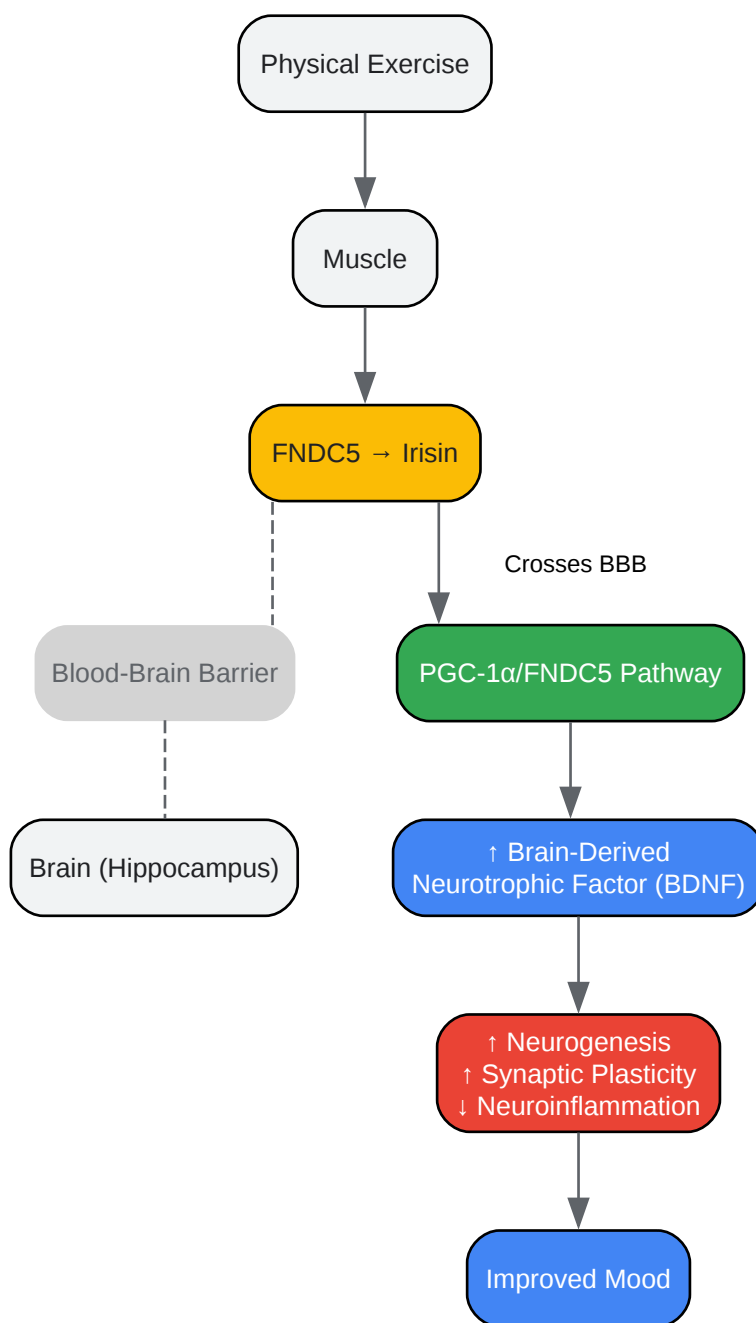 Physical Exercise
Muscle
FNDC5 → Irisin
Crosses BBB
Blood-Brain Barrier
PGC-1α/FNDC5 Pathway
Brain (Hippocampus)
↑ Brain-Derived
Neurotrophic Factor (BDNF)
↑ Neurogenesis
↑ Synaptic Plasticity
↓ Neuroinflammation
Improved Mood